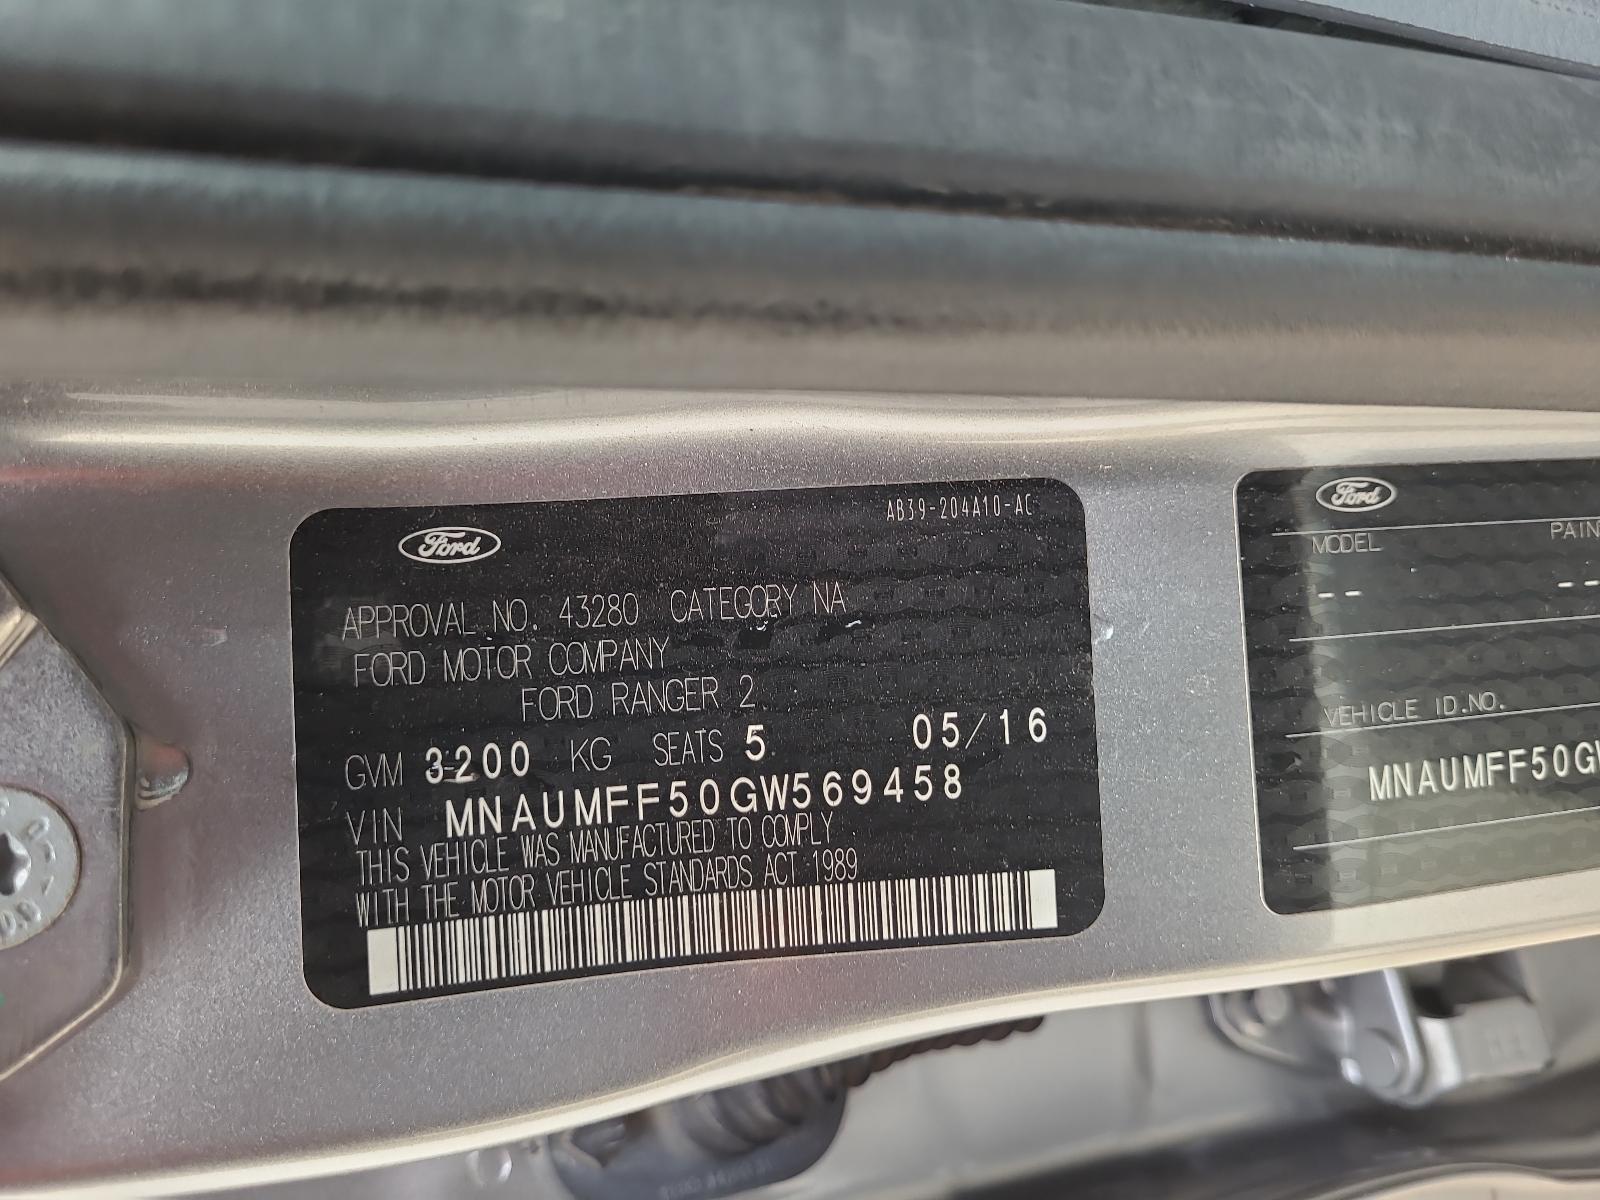 Ford
AB39-204A10-AC
APPROVAL NO. 43280 CATEGORY NA
FORD MOTOR COMPANY
FORD RANGER 2
GVM 3200 KG SEATS 5 05/16
VIN MNAUMFF50GW569458
THIS VEHICLE WAS MANUFACTURED TO COMPLY
WITH THE MOTOR VEHICLE STANDARDS ACT 1989
Ford
MODEL PAIN
-- --
VEHICLE ID.NO.
MNAUMFF50GW